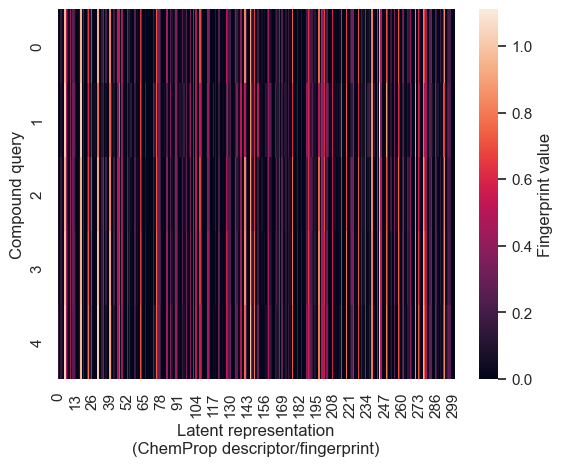 Compound query
0
1
2
3
4
0 13 26 39 52 65 78 91 104 117 130 143 156 169 182 195 208 221 234 247 260 273 286 299
Latent representation
(ChemProp descriptor/fingerprint)
1.0
0.8
0.6
0.4
0.2
0.0
Fingerprint value